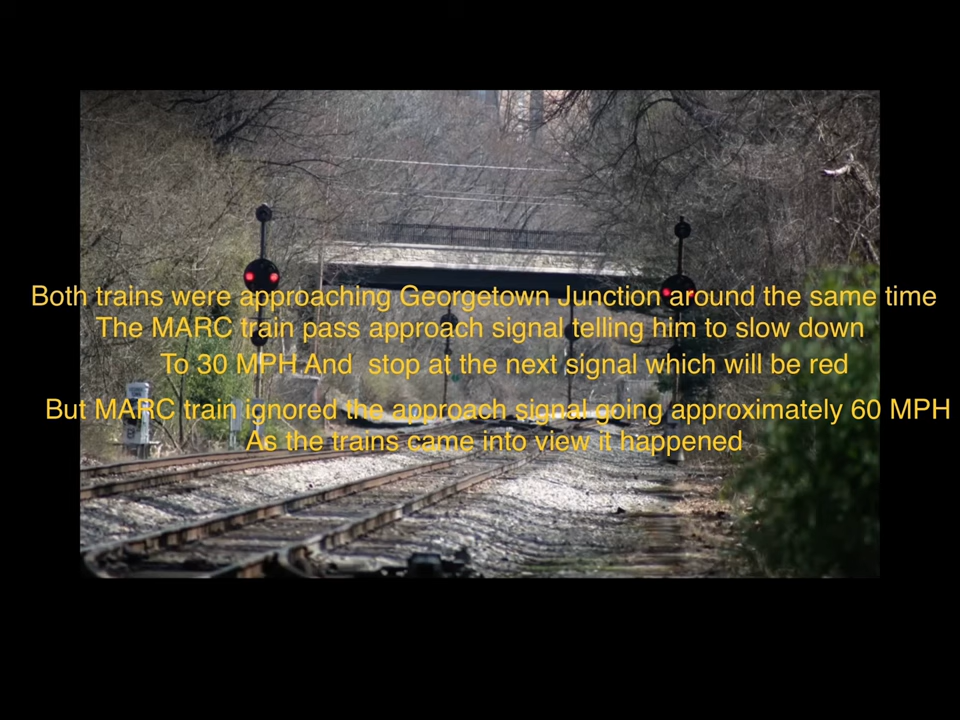 Both trains were approaching Georgetown Junction around the same time
The MARC train pass approach signal telling him to slow down
To 30 MPH And  stop at the next signal which will be red
But MARC train ignored the approach signal going approximately 60 MPH
As the trains came into view it happened